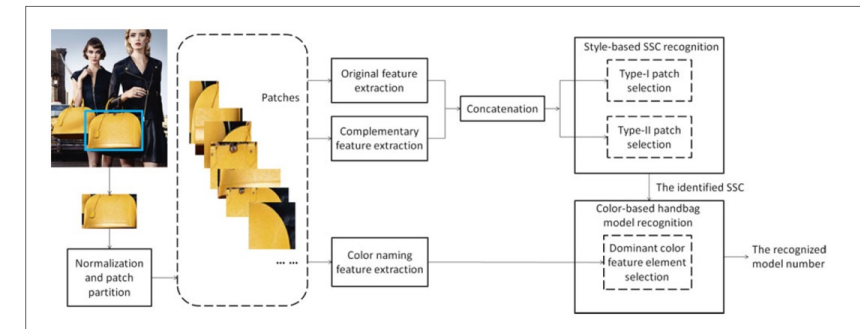 Patches
Original feature
extraction
Complementary
feature extraction
Concatenation
Style-based SSC recognition
Type-I patch
selection
Type-II patch
selection
The identified SSC
Normalization
and patch
partition
... ...
Color naming
feature extraction
Color-based handbag
model recognition
Dominant color
feature element
selection
The recognized
model number